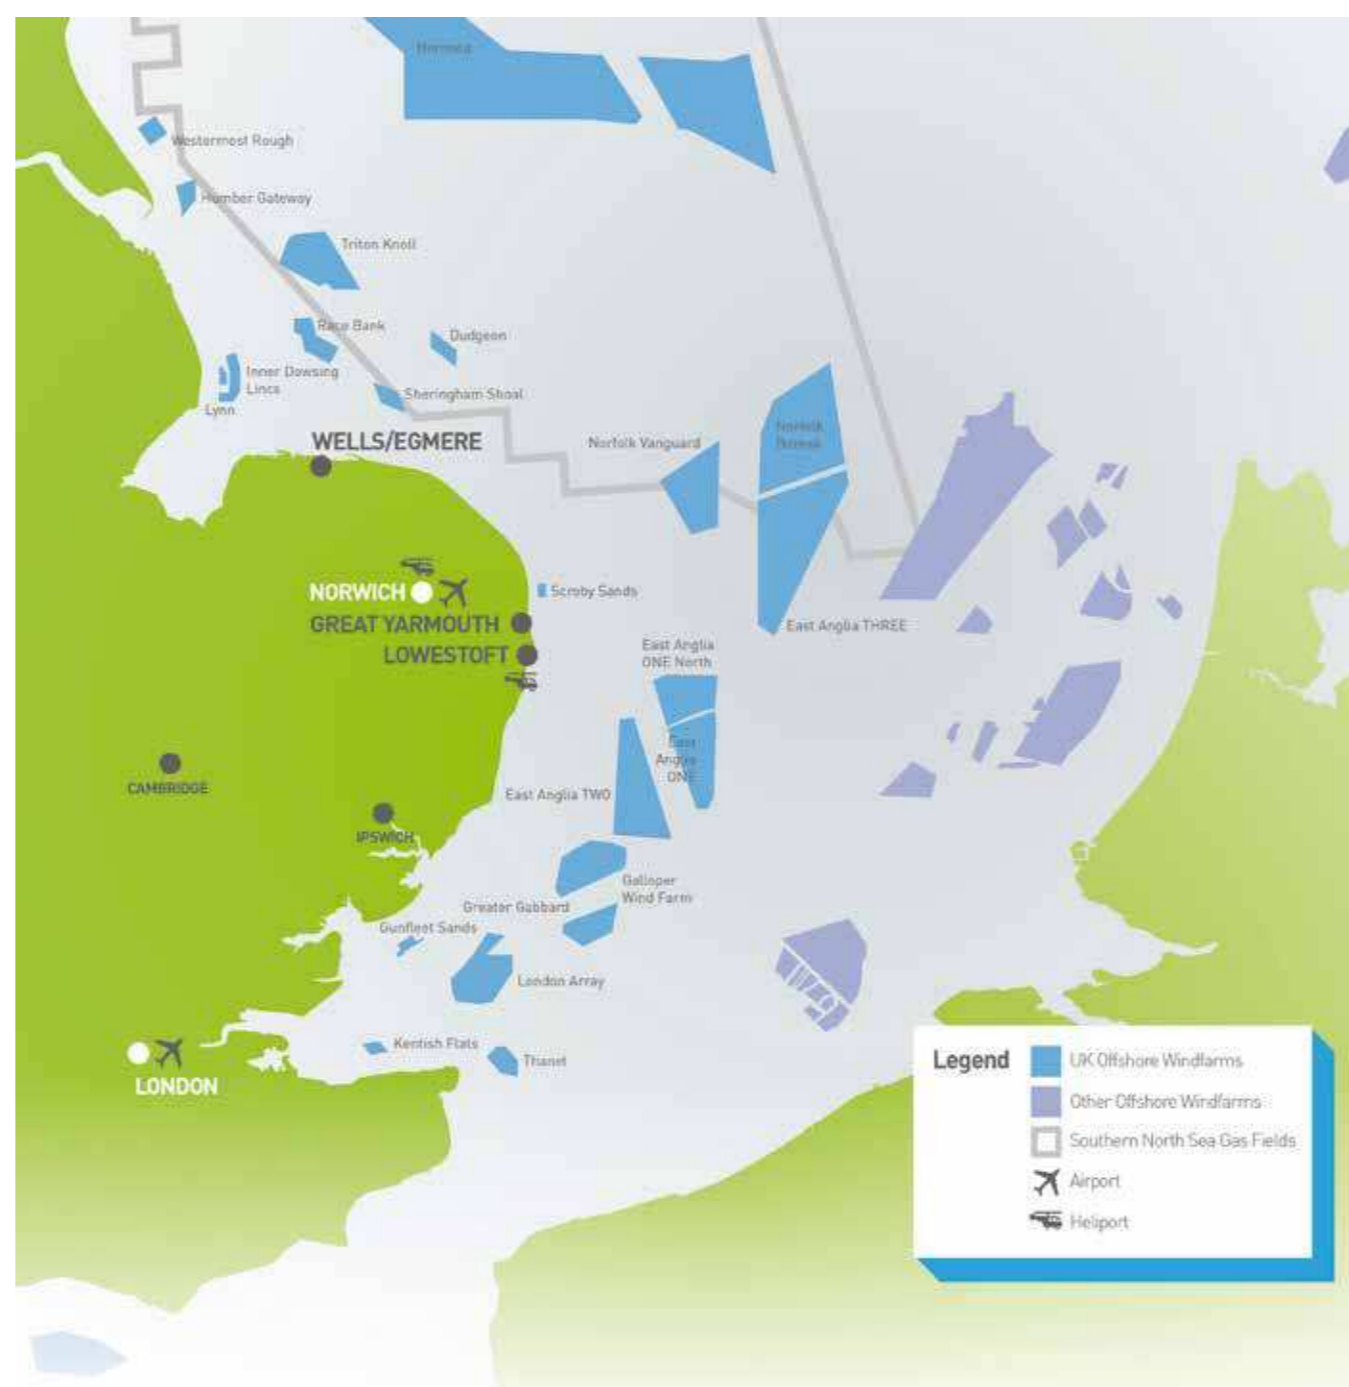 Hornsea
Westermost Rough
Humber Gateway
Triton Knoll
Race Bank
Dudgeon
Inner Dowsing
Lincs
Lynn
Sheringham Shoal
WELLS/EGMERE
Norfolk Vanguard
Norfolk
Boreas
NORWICH
Scroby Sands
GREAT YARMOUTH
LOWESTOFT
East Anglia THREE
East Anglia
ONE North
East
Anglia
ONE
East Anglia TWO
CAMBRIDGE
IPSWICH
Galloper
Wind Farm
Greater Gabbard
Gunfleet Sands
London Array
Kentish Flats
Thanet
LONDON
Legend
UK Offshore Windfarms
Other Offshore Windfarms
Southern North Sea Gas Fields
Airport
Heliport